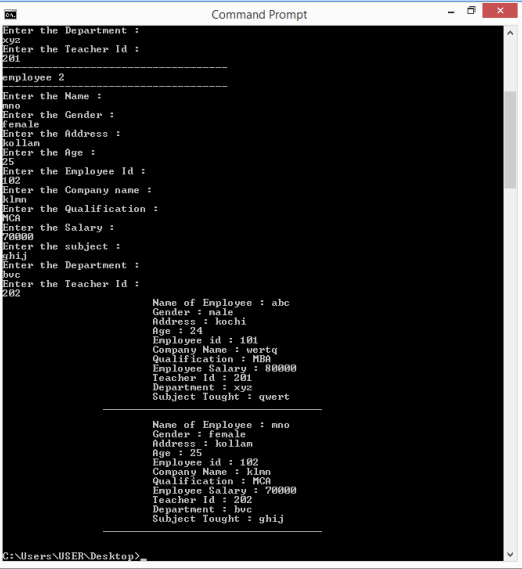 Command Prompt
Enter the Department :
xyz
Enter the Teacher Id :
201
------------------------------------
employee 2
------------------------------------
Enter the Name :
mno
Enter the Gender :
female
Enter the Address :
kollam
Enter the Age :
25
Enter the Employee Id :
102
Enter the Company name :
klmn
Enter the Qualification :
MCA
Enter the Salary :
70000
Enter the subject :
ghij
Enter the Department :
bvc
Enter the Teacher Id :
202
Name of Employee : abc
Gender : male
Address : kochi
Age : 24
Employee id : 101
Company Name : wertq
Qualification : MBA
Employee Salary : 80000
Teacher Id : 201
Department : xyz
Subject Tought : qwert
___________________________________
Name of Employee : mno
Gender : female
Address : kollam
Age : 25
Employee id : 102
Company Name : klmn
Qualification : MCA
Employee Salary : 70000
Teacher Id : 202
Department : bvc
Subject Tought : ghij
___________________________________
C:\Users\USER\Desktop>_